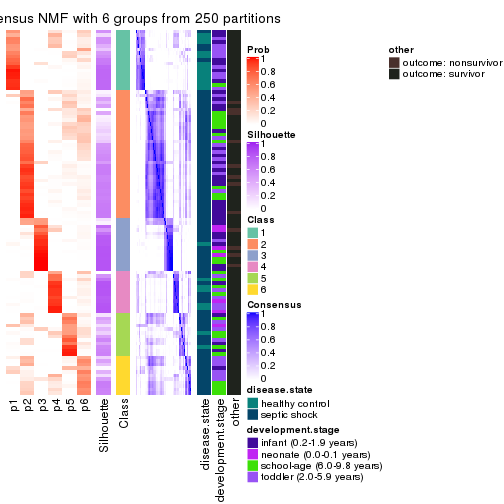 ensus NMF with 6 groups from 250 partitions
Prob
1
0.8
0.6
0.4
0.2
0
Silhouette
1
0.8
0.6
0.4
0.2
0
Class
1
2
3
4
5
6
Consensus
1
0.8
0.6
0.4
0.2
0
disease.state
healthy control
septic shock
development.stage
infant (0.2-1.9 years)
neonate (0.0-0.1 years)
school-age (6.0-9.8 years)
toddler (2.0-5.9 years)
other
outcome: nonsurvivor
outcome: survivor
p1
p2
p3
p4
p5
p6
Silhouette
Class
disease.state
development.stage
other